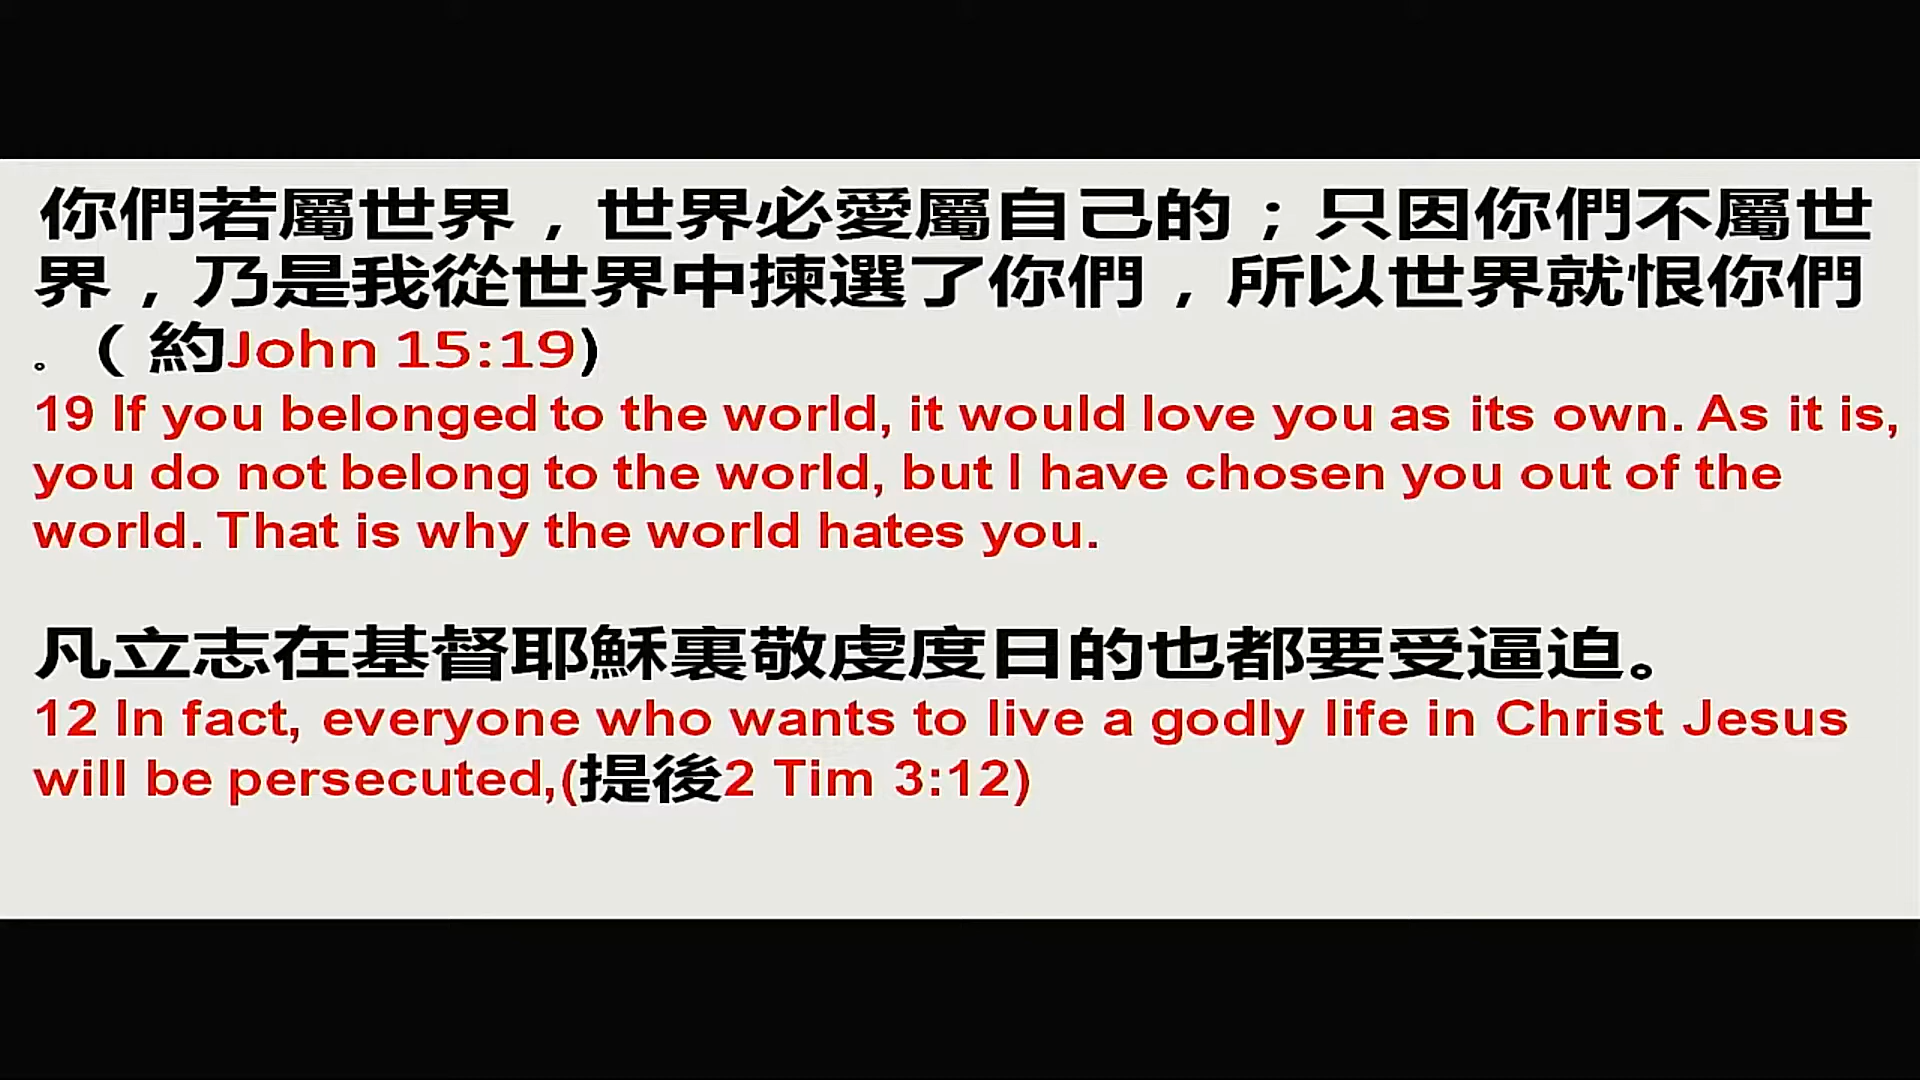 你們若屬世界，世界必愛屬自己的；只因你們不屬世
界，乃是我從世界中揀選了你們，所以世界就恨你們
。（約John 15:19)
19 If you belonged to the world, it would love you as its own. As it is,
you do not belong to the world, but I have chosen you out of the
world. That is why the world hates you.
凡立志在基督耶穌裏敬虔度日的也都要受逼迫。
12 In fact, everyone who wants to live a godly life in Christ Jesus
will be persecuted,(提後2 Tim 3:12)